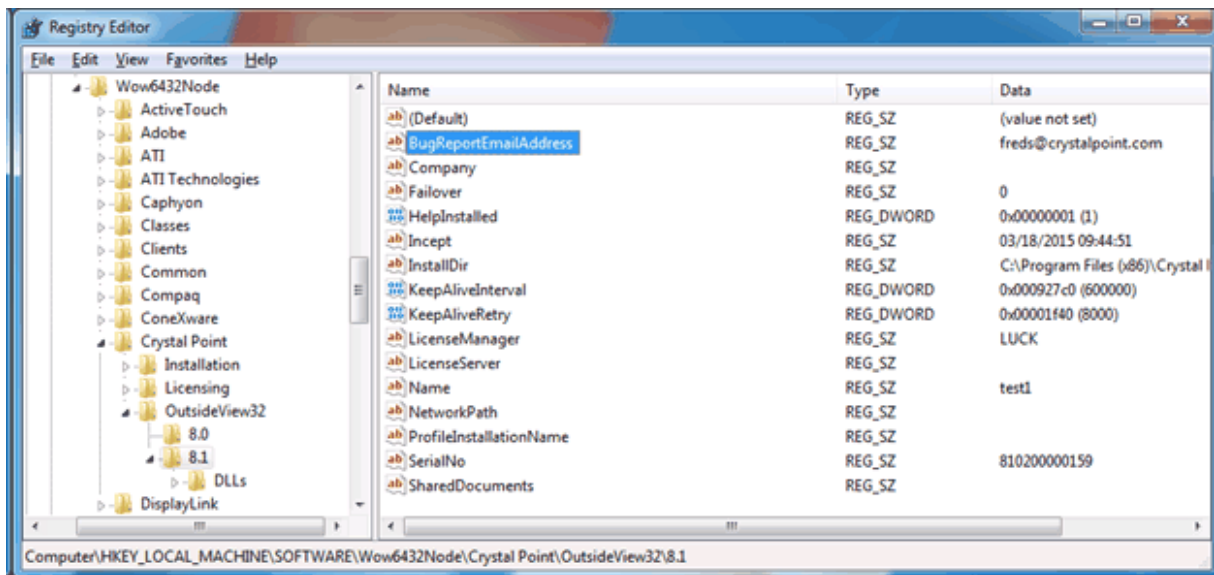 Registry Editor
File Edit View Favorites Help
Wow6432Node
ActiveTouch
Adobe
ATI
ATI Technologies
Caphyon
Classes
Clients
Common
Compaq
ConeXware
Crystal Point
Installation
Licensing
OutsideView32
8.0
8.1
DLLs
DisplayLink
Name Type Data
(Default) REG_SZ (value not set)
BugReportEmailAddress REG_SZ freds@crystalpoint.com
Company REG_SZ
Failover REG_SZ 0
HelpInstalled REG_DWORD 0x00000001 (1)
Incept REG_SZ 03/18/2015 09:44:51
InstallDir REG_SZ C:\Program Files (x86)\Crystal
KeepAliveInterval REG_DWORD 0x000927c0 (600000)
KeepAliveRetry REG_DWORD 0x00001f40 (8000)
LicenseManager REG_SZ LUCK
LicenseServer REG_SZ
Name REG_SZ test1
NetworkPath REG_SZ
ProfileInstallationName REG_SZ
SerialNo REG_SZ 810200000159
SharedDocuments REG_SZ
Computer\HKEY_LOCAL_MACHINE\SOFTWARE\Wow6432Node\Crystal Point\OutsideView32\8.1